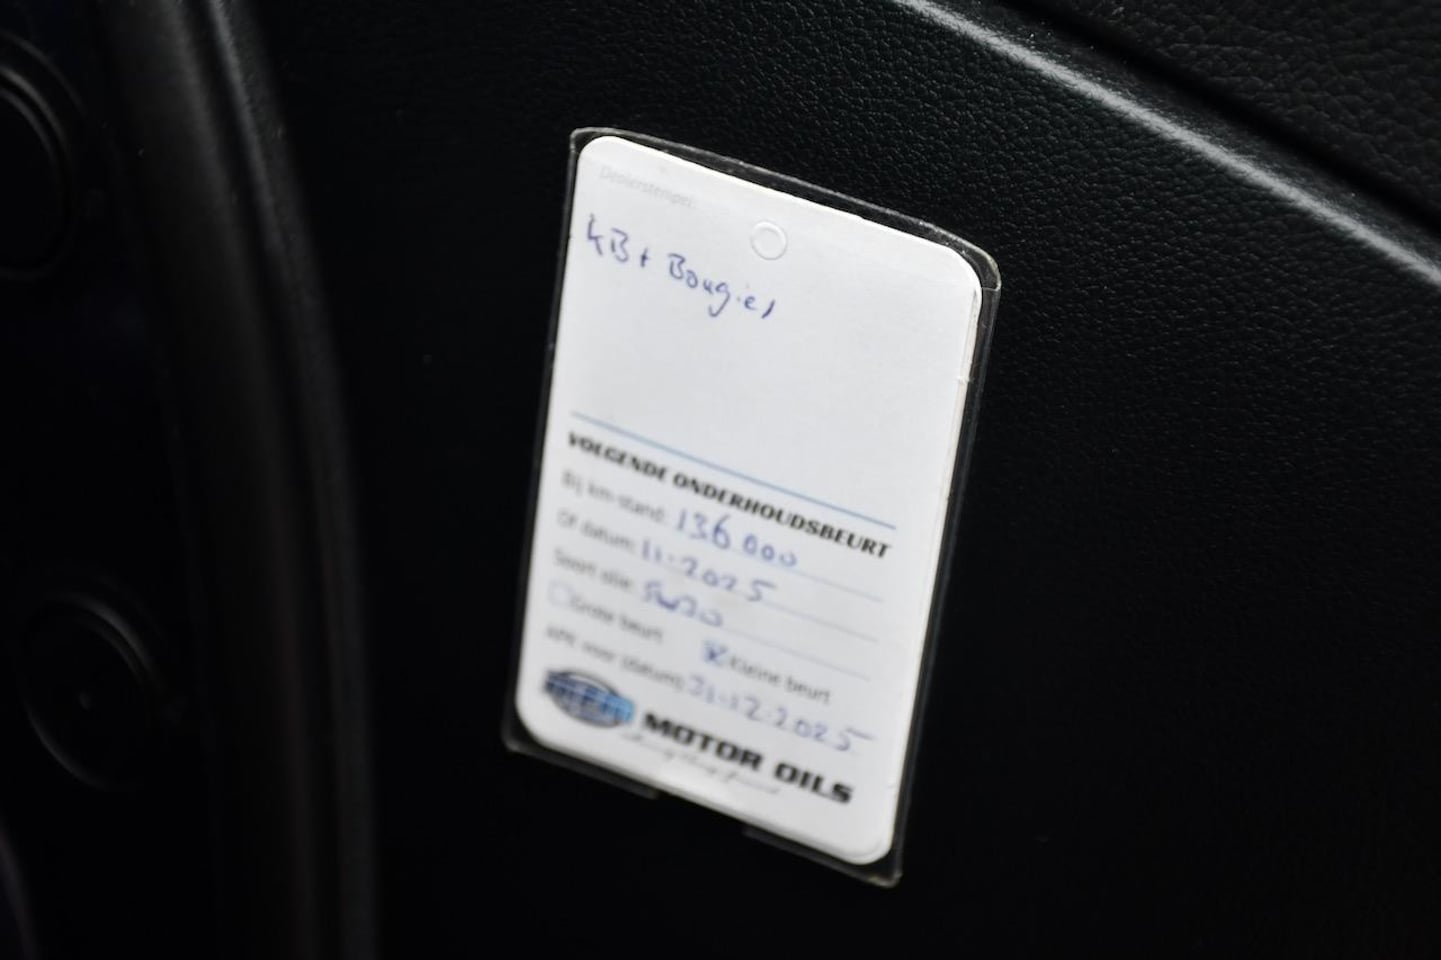 Dealerstempel:
KB + Bougies
VOLGENDE ONDERHOUDSBEURT
Bij km-stand: 136.000
Of datum: 11-2025
Soort olie: 5W30
Grote beurt Kleine beurt
APK voor (datum): 31-12-2025
MOTOR OILS